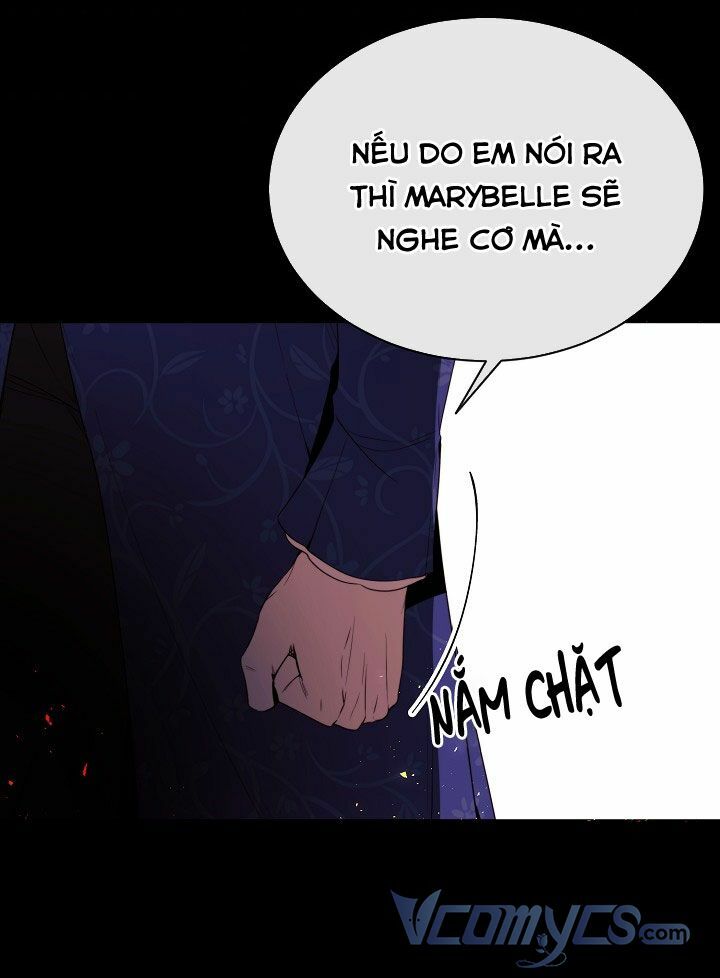 NẾU DO EM NÓI RA
THÌ MARYBELLE SẼ
NGHE CƠ MÀ...
NẮM CHẶT
VCOMYCS.com